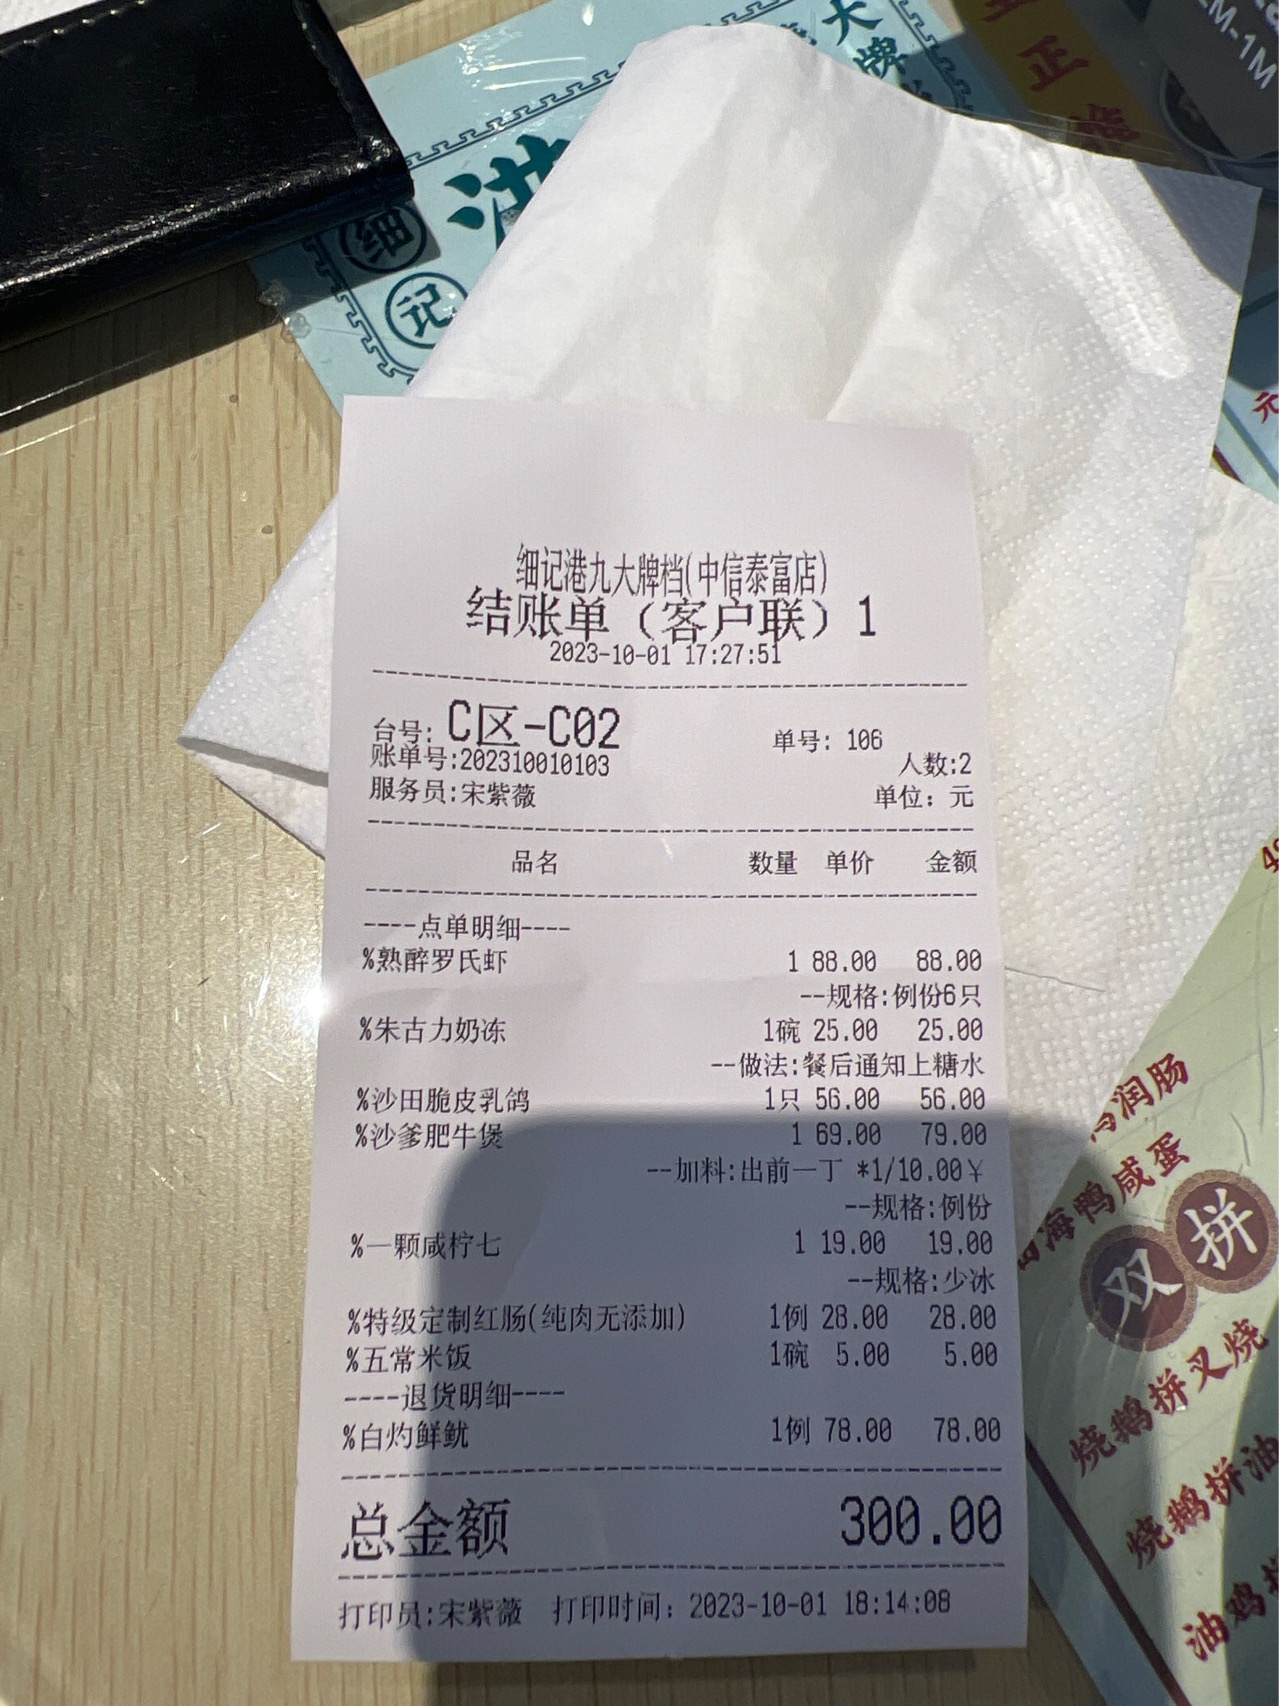 大牌
正
M-1M
洪
细
记
细记港九大牌档(中信泰富店)
结账单（客户联）1
2023-10-01 17:27:51
台号: C区-C02 单号: 106
账单号:202310010103 人数:2
服务员:宋紫薇 单位: 元
品名 数量 单价 金额
----点单明细----
%熟醉罗氏虾 1 88.00 88.00
--规格:例份6只
%朱古力奶冻 1碗 25.00 25.00
--做法:餐后通知上糖水
%沙田脆皮乳鸽 1只 56.00 56.00
%沙爹肥牛煲 1 69.00 79.00
--加料:出前一丁 *1/10.00¥
--规格:例份
%一颗咸柠七 1 19.00 19.00
--规格:少冰
%特级定制红肠(纯肉无添加) 1例 28.00 28.00
%五常米饭 1碗 5.00 5.00
----退货明细----
%白灼鲜鱿 1例 78.00 78.00
总金额 300.00
打印员:宋紫薇 打印时间: 2023-10-01 18:14:08
润肠
海鸭咸蛋
双拼
烧鹅拼叉烧
烧鹅拼油
油鸡